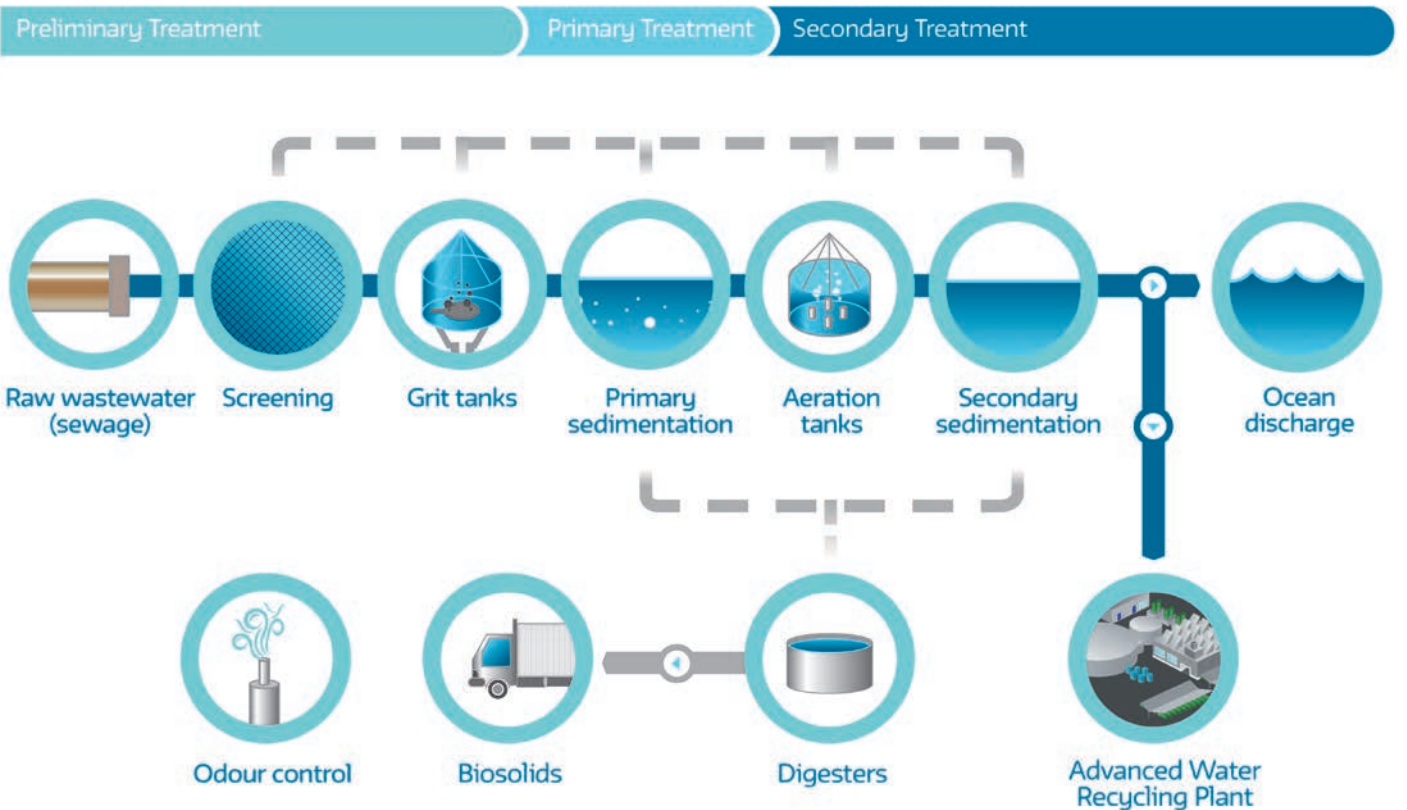 Preliminary Treatment
Primary Treatment
Secondary Treatment
Raw wastewater
(sewage)
Screening
Grit tanks
Primary
sedimentation
Aeration
tanks
Secondary
sedimentation
Ocean
discharge
Odour control
Biosolids
Digesters
Advanced Water
Recycling Plant